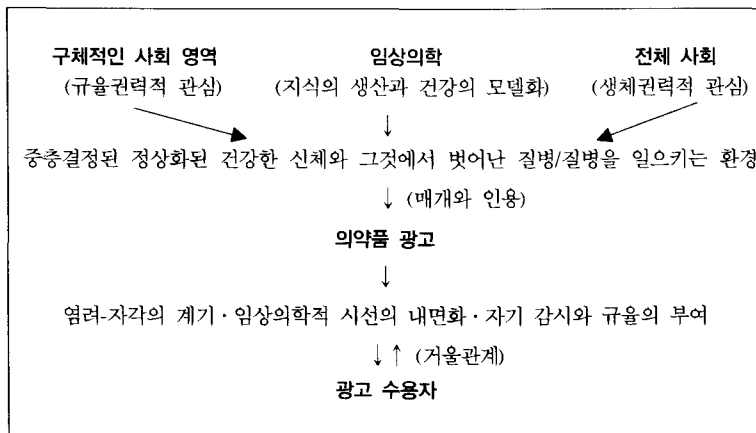 구체적인 사회 영역 임상의학 전체 사회
(규율권력적 관심) (지식의 생산과 건강의 모델화) (생체권력적 관심)
↓
중층결정된 정상화된 건강한 신체와 그것에서 벗어난 질병/질병을 일으키는 환경
↓ (매개와 인용)
의약품 광고
↓
염려-자각의 계기·임상의학적 시선의 내면화·자기 감시와 규율의 부여
↓↑ (거울관계)
광고 수용자